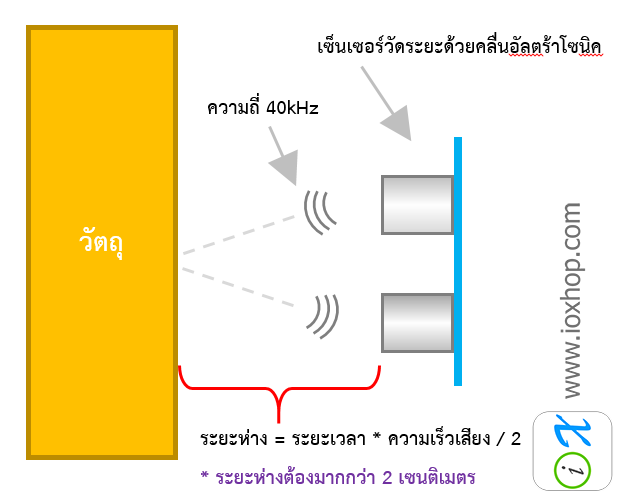 เซ็นเซอร์วัดระยะด้วยคลื่นอัลตร้าโซนิค
ความถี่ 40kHz
วัตถุ
ระยะห่าง = ระยะเวลา * ความเร็วเสียง / 2
* ระยะห่างต้องมากกว่า 2 เซนติเมตร
www.ioxhop.com
iX